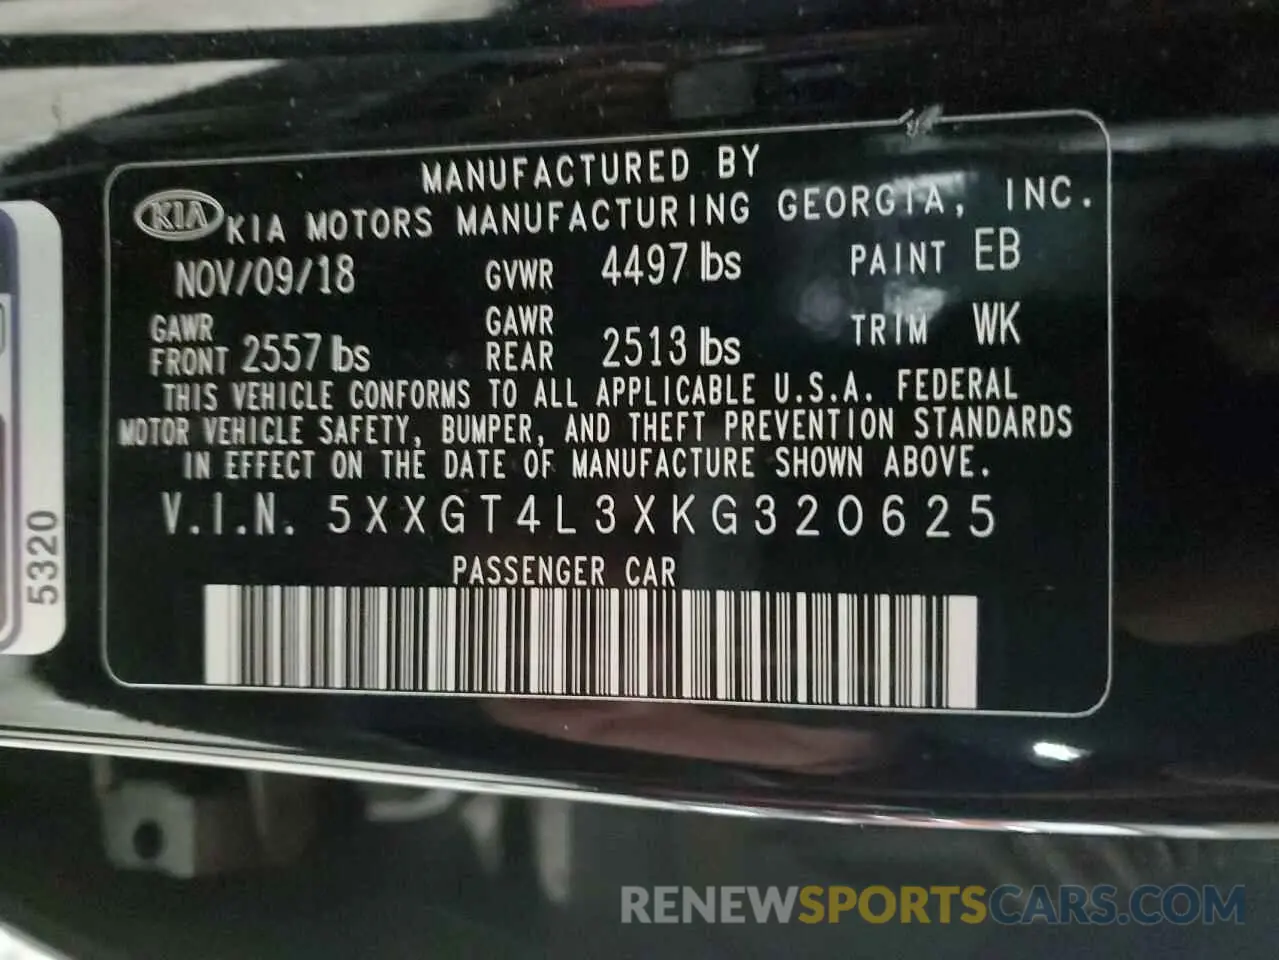 MANUFACTURED BY
KIA KIA MOTORS MANUFACTURING GEORGIA, INC.
NOV/09/18 GVWR 4497 lbs PAINT EB
GAWR FRONT 2557 lbs GAWR REAR 2513 lbs TRIM WK
THIS VEHICLE CONFORMS TO ALL APPLICABLE U.S.A. FEDERAL
MOTOR VEHICLE SAFETY, BUMPER, AND THEFT PREVENTION STANDARDS
IN EFFECT ON THE DATE OF MANUFACTURE SHOWN ABOVE.
V.I.N. 5XXGT4L3XKG320625
PASSENGER CAR
5320
RENEWSPORTSCARS.COM